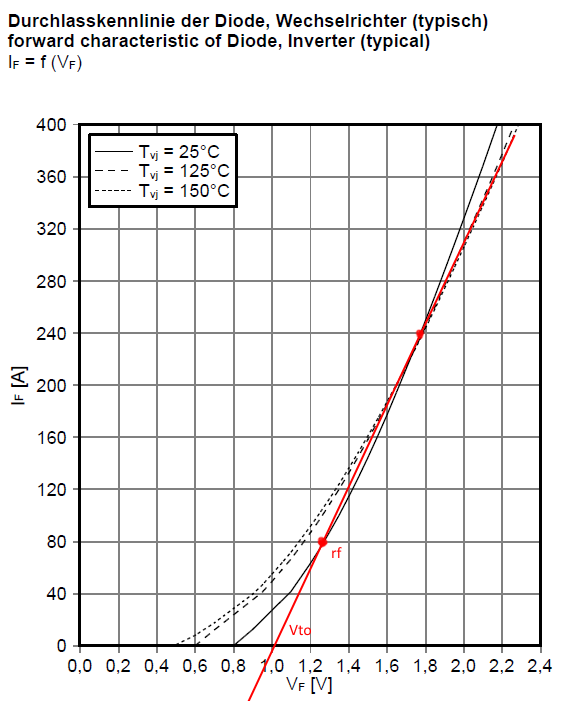 Durchlasskennlinie der Diode, Wechselrichter (typisch)
forward characteristic of Diode, Inverter (typical)
IF = f (VF)
Tvj = 25°C
Tvj = 125°C
Tvj = 150°C
400
360
320
280
240
200
160
120
80
40
0
IF [A]
rf
Vto
0,0 0,2 0,4 0,6 0,8 1,0 1,2 1,4 1,6 1,8 2,0 2,2 2,4
VF [V]